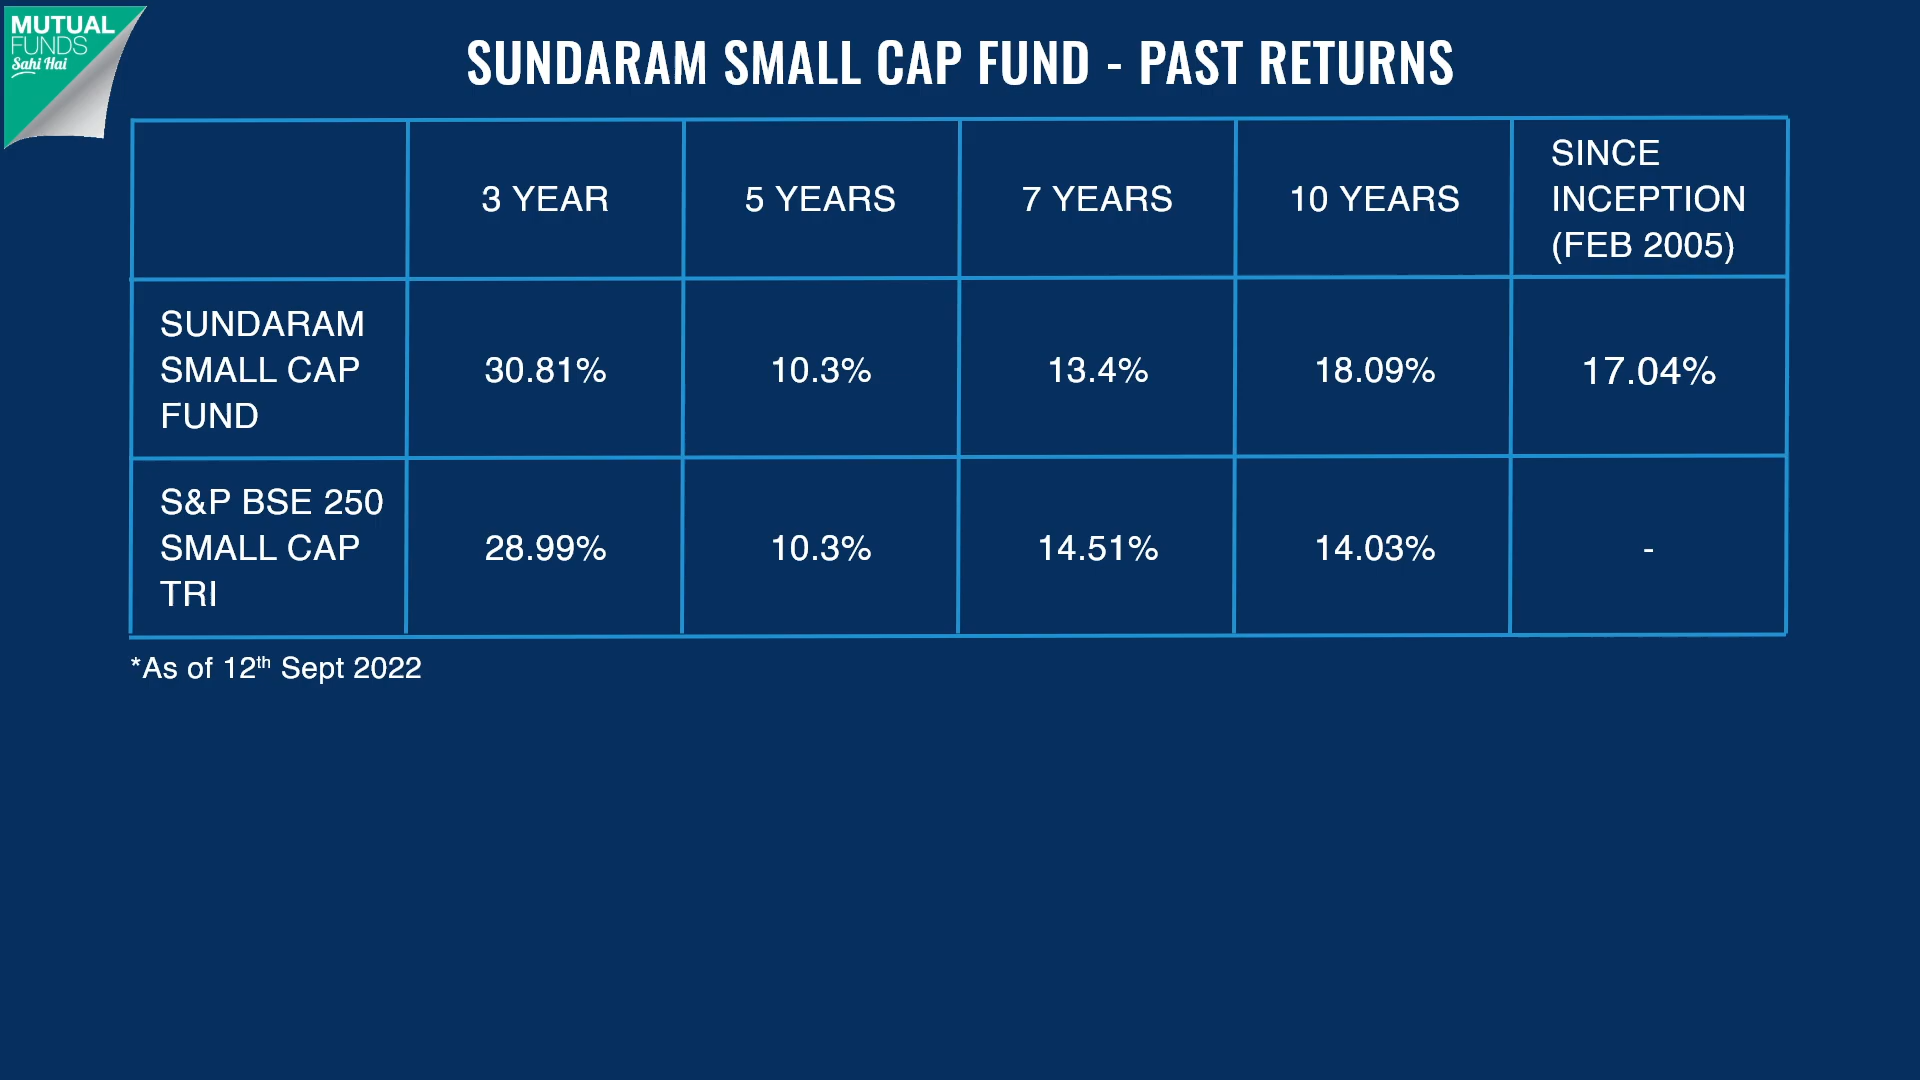 MUTUAL
FUNDS
Sahi Hai
SUNDARAM SMALL CAP FUND - PAST RETURNS
3 YEAR
5 YEARS
7 YEARS
10 YEARS
SINCE
INCEPTION
(FEB 2005)
SUNDARAM
SMALL CAP
FUND
30.81%
10.3%
13.4%
18.09%
17.04%
S&P BSE 250
SMALL CAP
TRI
28.99%
10.3%
14.51%
14.03%
-
*As of 12th Sept 2022